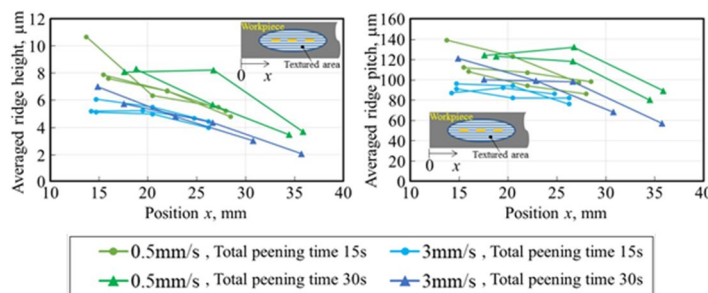 Averaged ridge height, μm
12
10
8
6
4
2
0
10 15 20 25 30 35 40
Position x, mm
Workpiece
Textured area
0 x
Averaged ridge pitch, μm
160
140
120
100
80
60
40
20
0
10 15 20 25 30 35 40
Position x, mm
Workpiece
Textured area
0 x
0.5mm/s , Total peening time 15s
3mm/s , Total peening time 15s
0.5mm/s , Total peening time 30s
3mm/s , Total peening time 30s